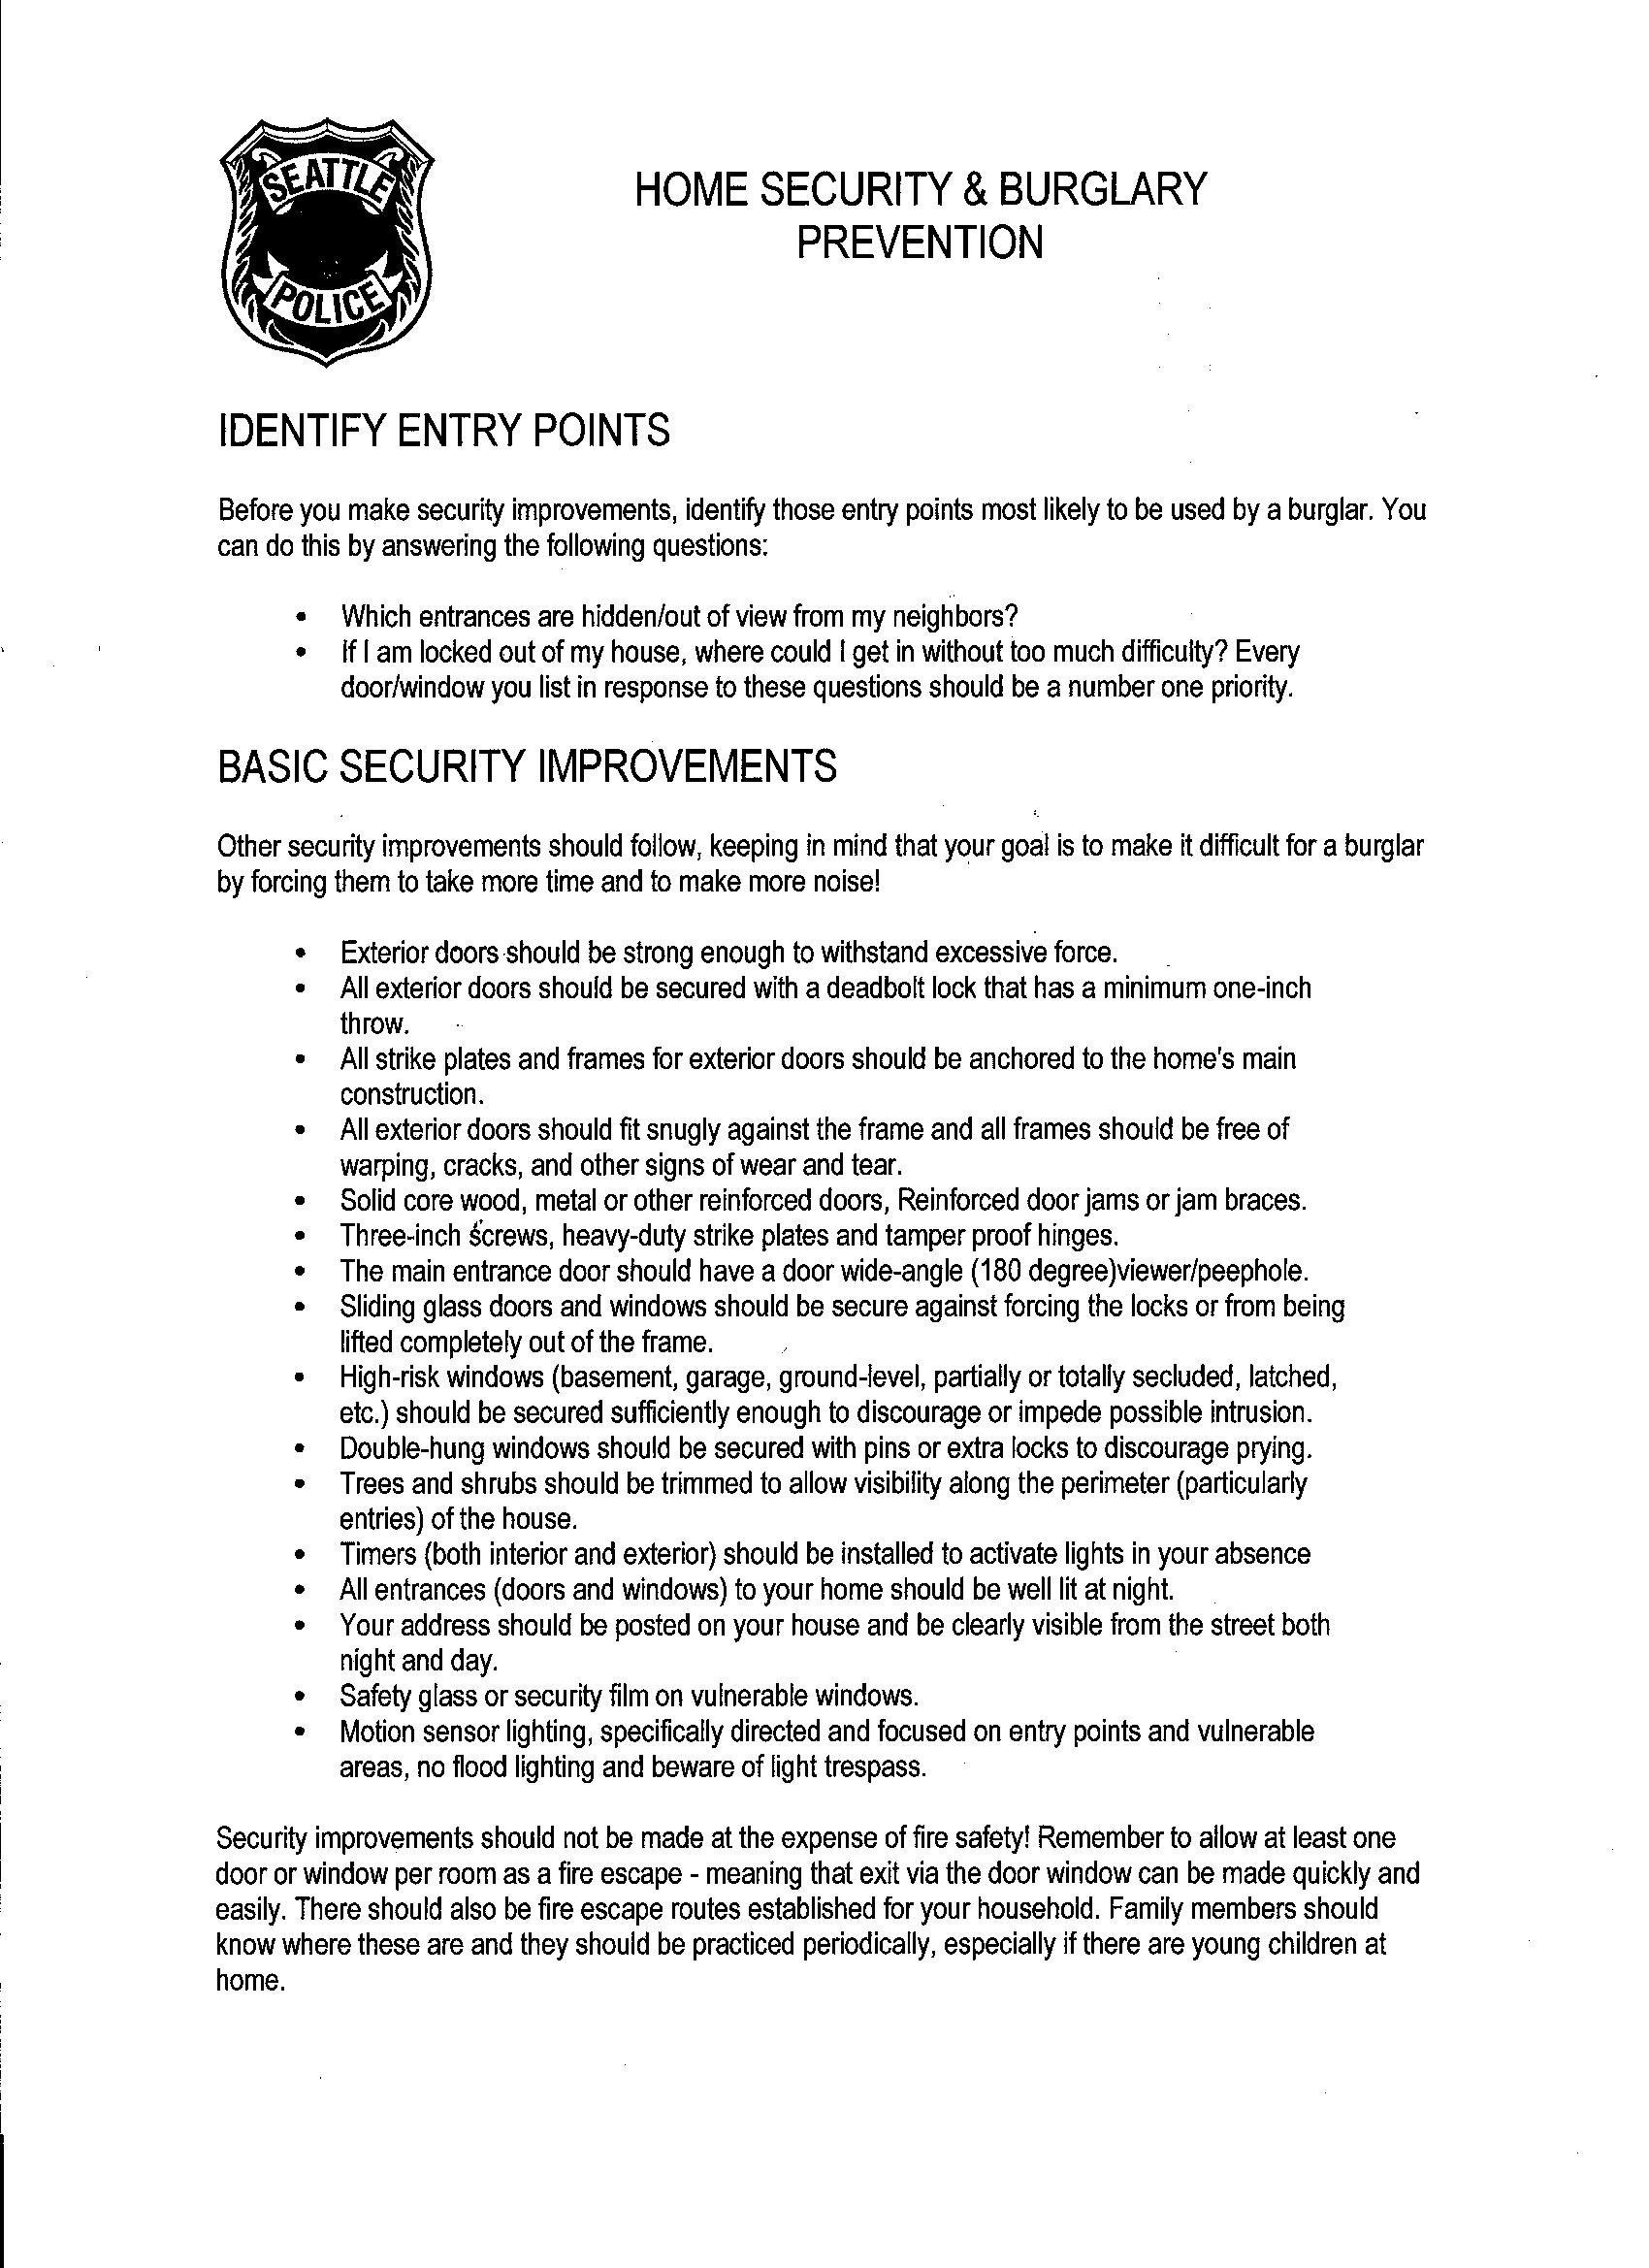 SEATTLE
POLICE
HOME SECURITY & BURGLARY
PREVENTION
IDENTIFY ENTRY POINTS
Before you make security improvements, identify those entry points most likely to be used by a burglar. You
can do this by answering the following questions:
• Which entrances are hidden/out of view from my neighbors?
• If I am locked out of my house, where could I get in without too much difficulty? Every
door/window you list in response to these questions should be a number one priority.
BASIC SECURITY IMPROVEMENTS
Other security improvements should follow, keeping in mind that your goal is to make it difficult for a burglar
by forcing them to take more time and to make more noise!
• Exterior doors should be strong enough to withstand excessive force.
• All exterior doors should be secured with a deadbolt lock that has a minimum one-inch
throw.
• All strike plates and frames for exterior doors should be anchored to the home's main
construction.
• All exterior doors should fit snugly against the frame and all frames should be free of
warping, cracks, and other signs of wear and tear.
• Solid core wood, metal or other reinforced doors, Reinforced door jams or jam braces.
• Three-inch screws, heavy-duty strike plates and tamper proof hinges.
• The main entrance door should have a door wide-angle (180 degree)viewer/peephole.
• Sliding glass doors and windows should be secure against forcing the locks or from being
lifted completely out of the frame.
• High-risk windows (basement, garage, ground-level, partially or totally secluded, latched,
etc.) should be secured sufficiently enough to discourage or impede possible intrusion.
• Double-hung windows should be secured with pins or extra locks to discourage prying.
• Trees and shrubs should be trimmed to allow visibility along the perimeter (particularly
entries) of the house.
• Timers (both interior and exterior) should be installed to activate lights in your absence
• All entrances (doors and windows) to your home should be well lit at night.
• Your address should be posted on your house and be clearly visible from the street both
night and day.
• Safety glass or security film on vulnerable windows.
• Motion sensor lighting, specifically directed and focused on entry points and vulnerable
areas, no flood lighting and beware of light trespass.
Security improvements should not be made at the expense of fire safety! Remember to allow at least one
door or window per room as a fire escape - meaning that exit via the door window can be made quickly and
easily. There should also be fire escape routes established for your household. Family members should
know where these are and they should be practiced periodically, especially if there are young children at
home.